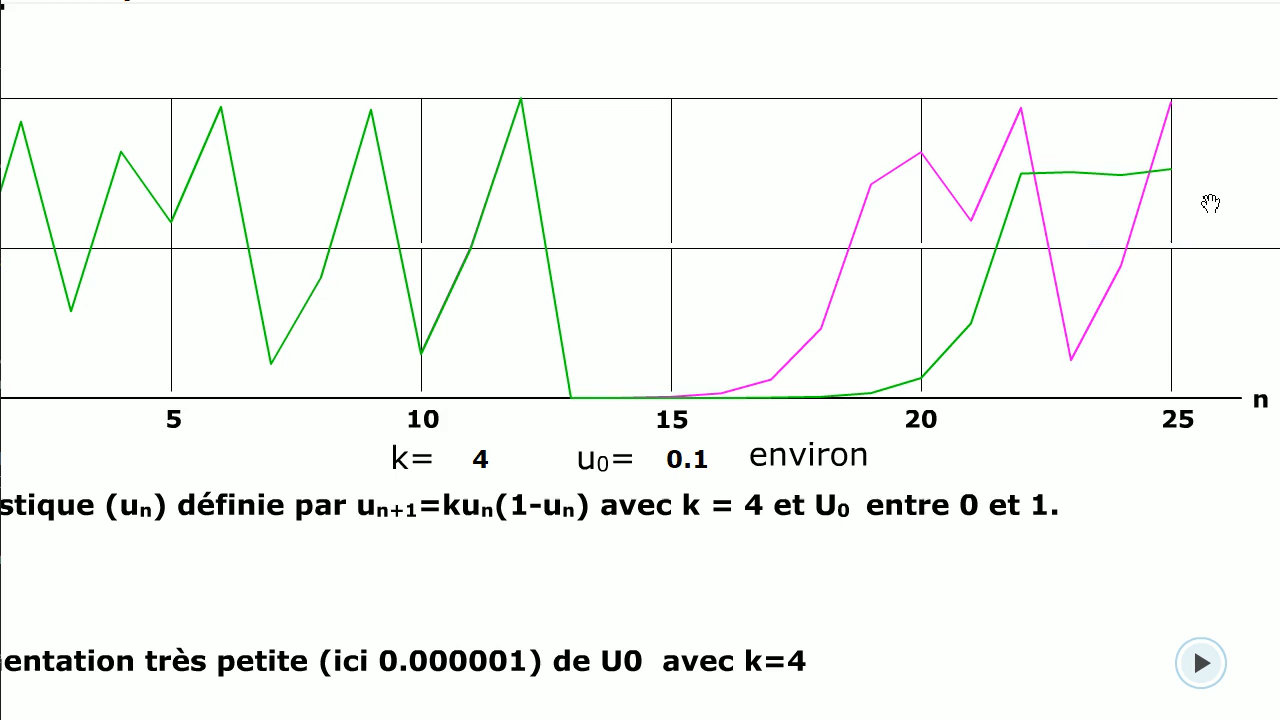 n
5 10 15 20 25
k= 4 u₀= 0.1 environ
stique (uₙ) définie par uₙ₊₁=kuₙ(1-uₙ) avec k = 4 et U₀ entre 0 et 1.
entation très petite (ici 0.000001) de U0 avec k=4